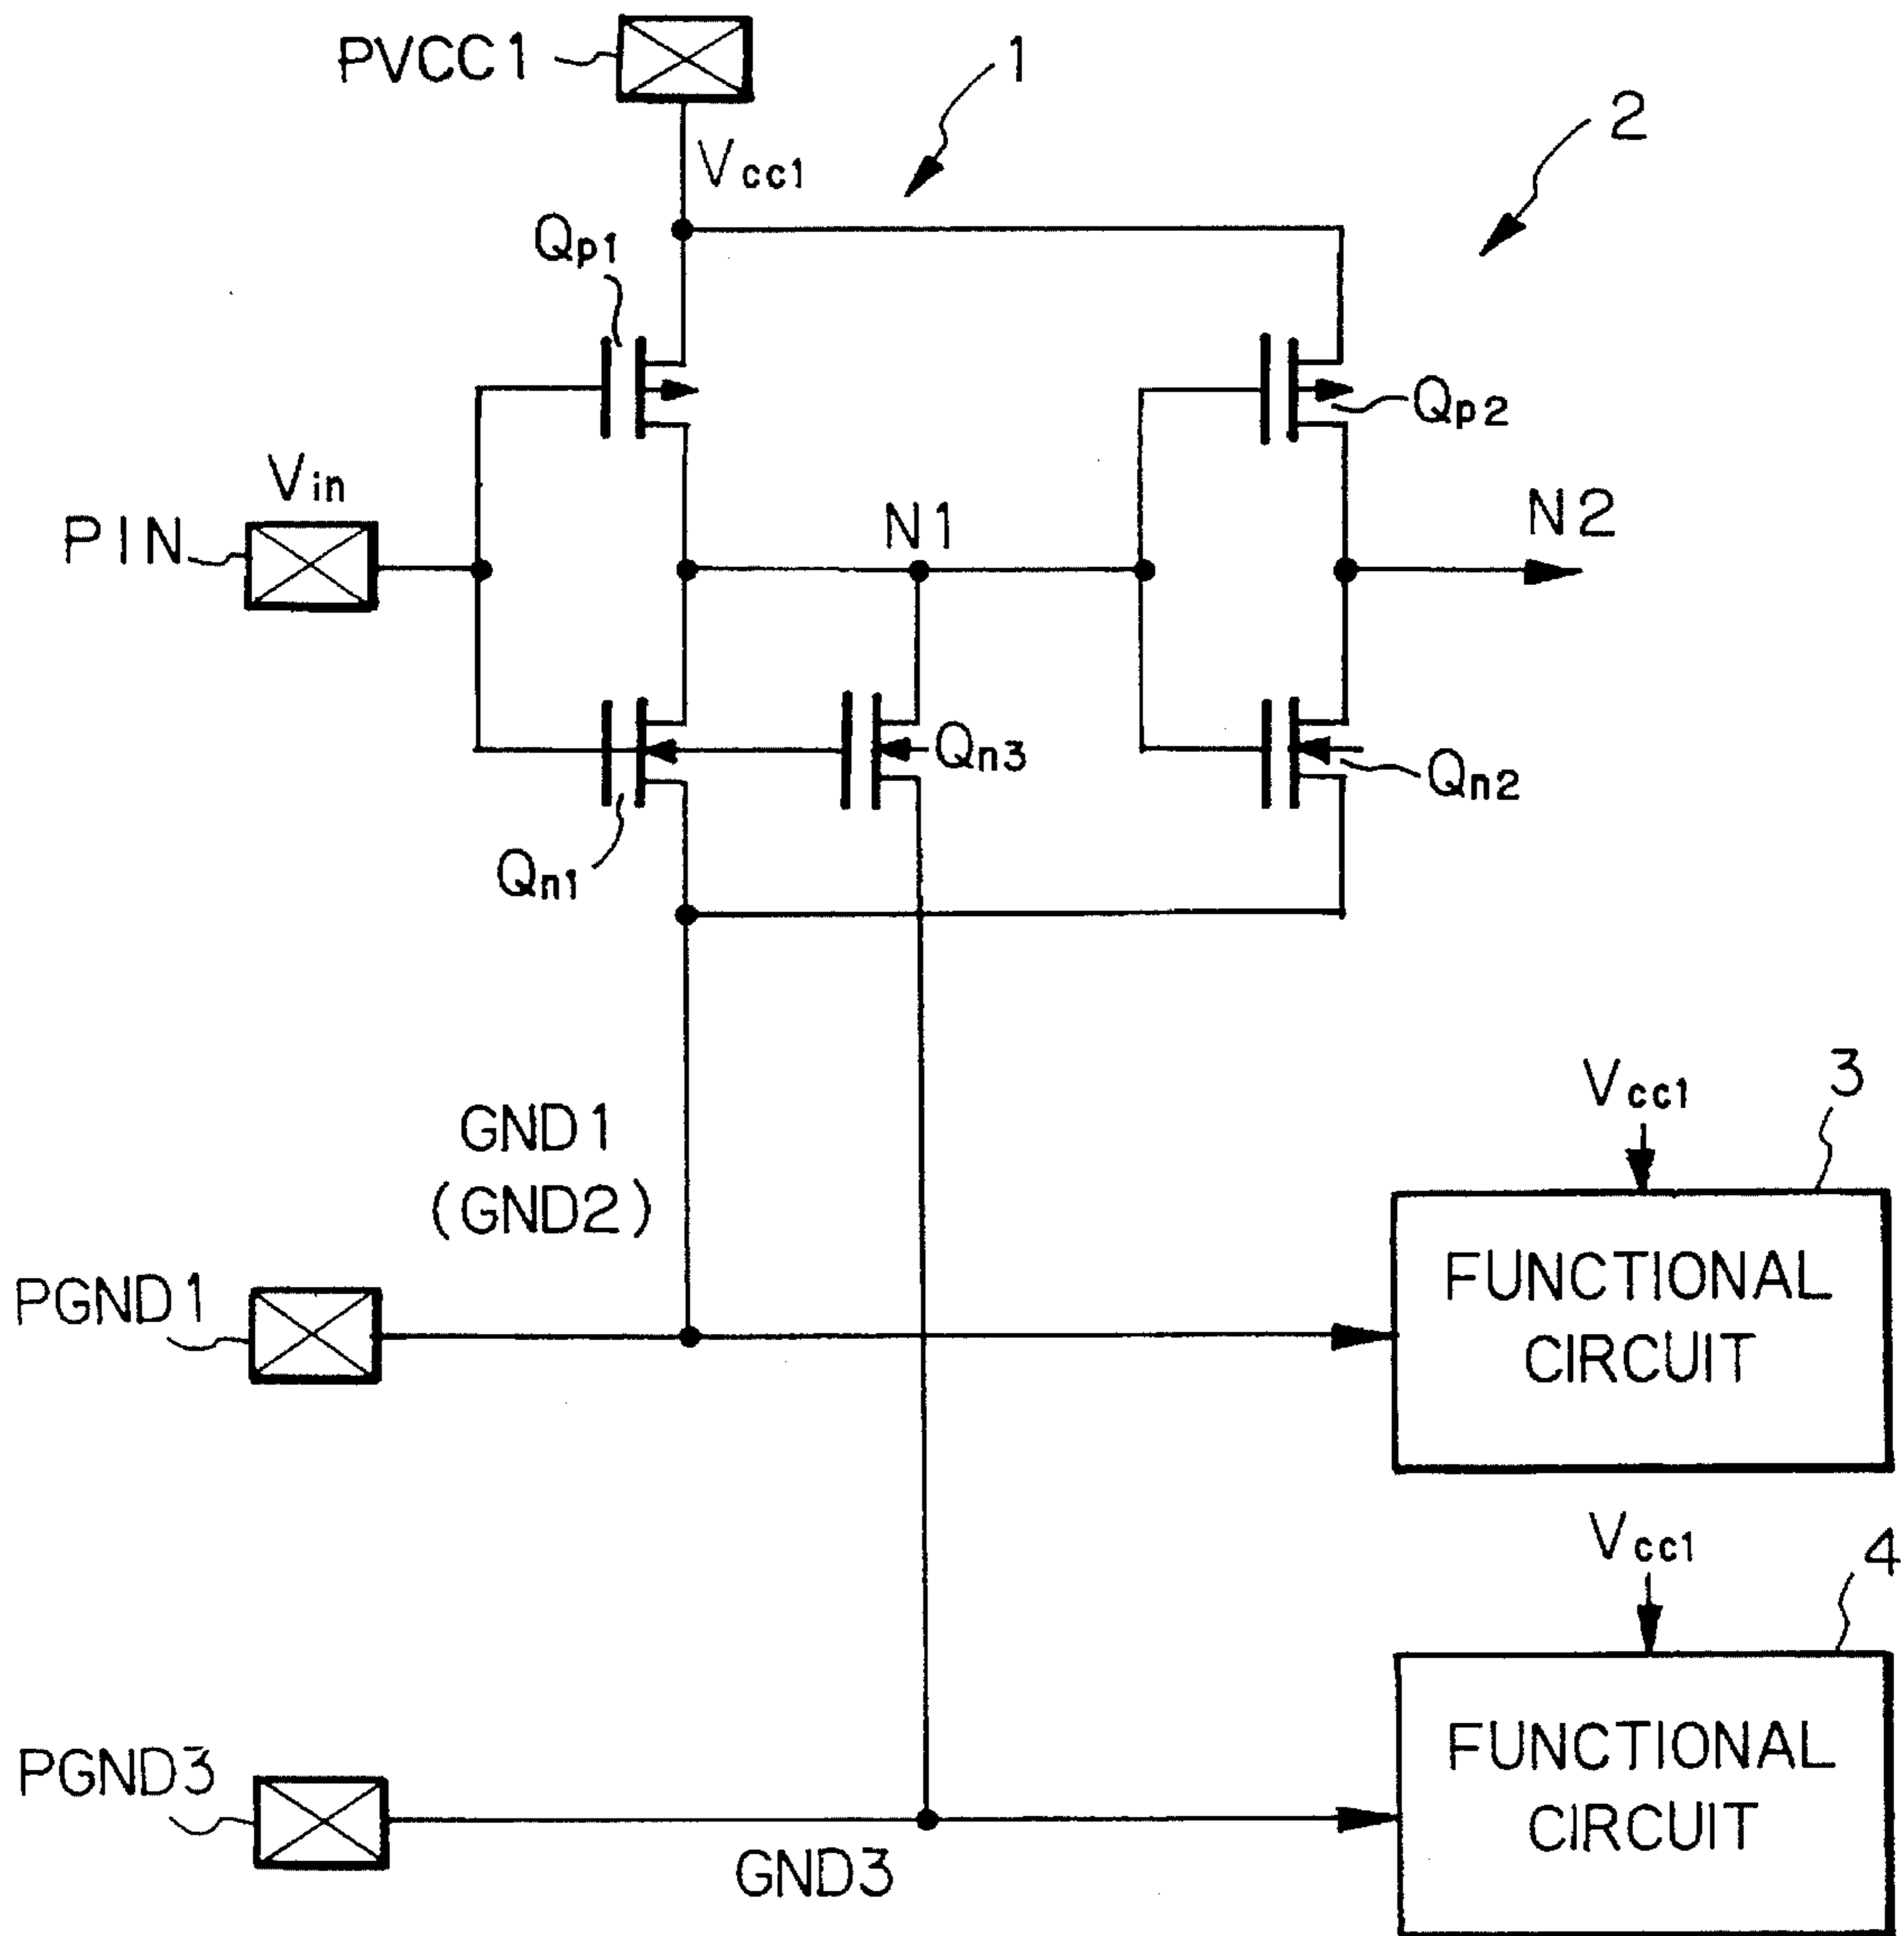 PVCC1
1
2
Vcc1
Qp1
Qp2
Vin
PIN
N1
N2
Qn3
Qn2
Qn1
Vcc1
3
GND1
(GND2)
FUNCTIONAL
CIRCUIT
PGND1
Vcc1
4
FUNCTIONAL
CIRCUIT
PGND3
GND3